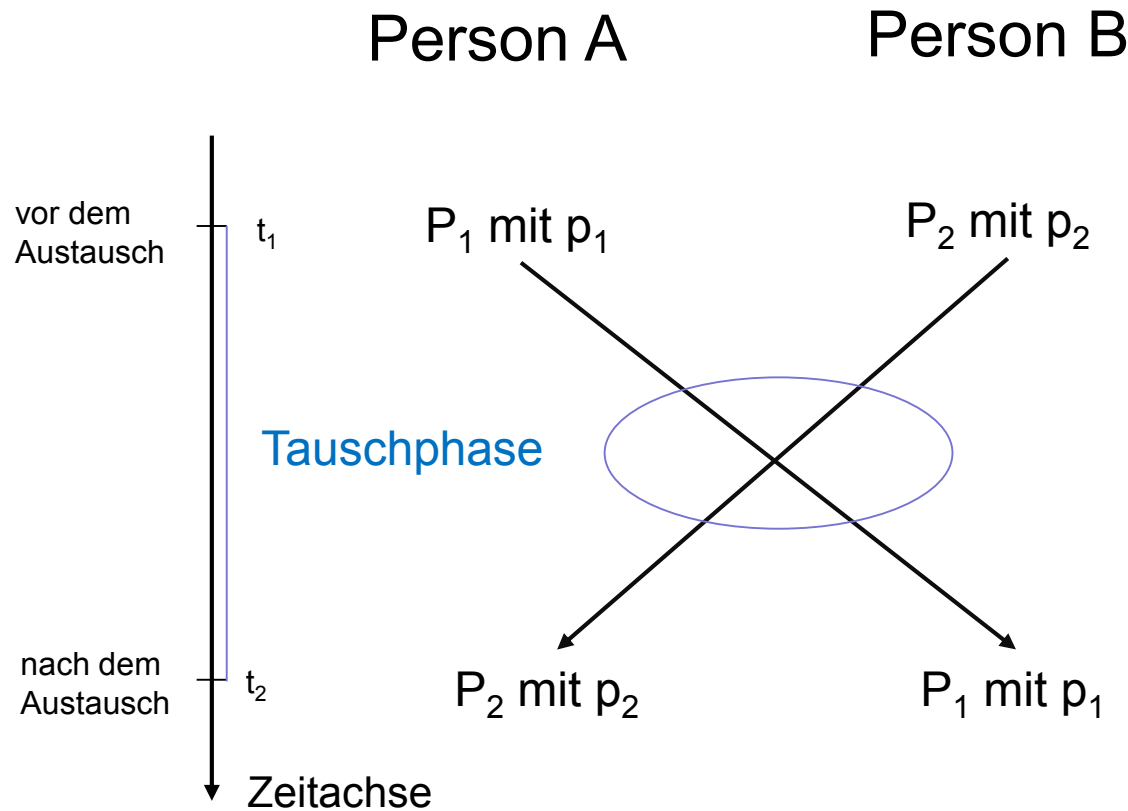 Person A
Person B
vor dem
Austausch
t₁
P₁ mit p₁
P₂ mit p₂
Tauschphase
nach dem
Austausch
t₂
P₂ mit p₂
P₁ mit p₁
Zeitachse